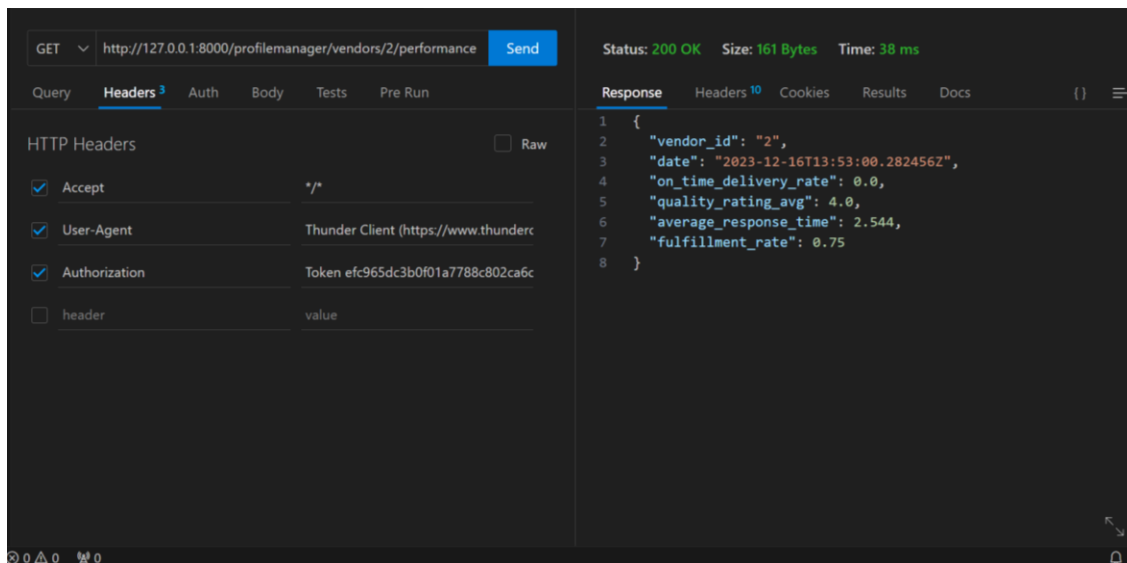 GET http://127.0.0.1:8000/profilemanager/vendors/2/performance Send
Query Headers 3 Auth Body Tests Pre Run
HTTP Headers Raw
Accept */*
User-Agent Thunder Client (https://www.thunderc
Authorization Token efc965dc3b0f01a7788c802ca6c
header value
Status: 200 OK Size: 161 Bytes Time: 38 ms
Response Headers 10 Cookies Results Docs {}
1 {
2 "vendor_id": "2",
3 "date": "2023-12-16T13:53:00.282456Z",
4 "on_time_delivery_rate": 0.0,
5 "quality_rating_avg": 4.0,
6 "average_response_time": 2.544,
7 "fulfillment_rate": 0.75
8 }
0 0 0